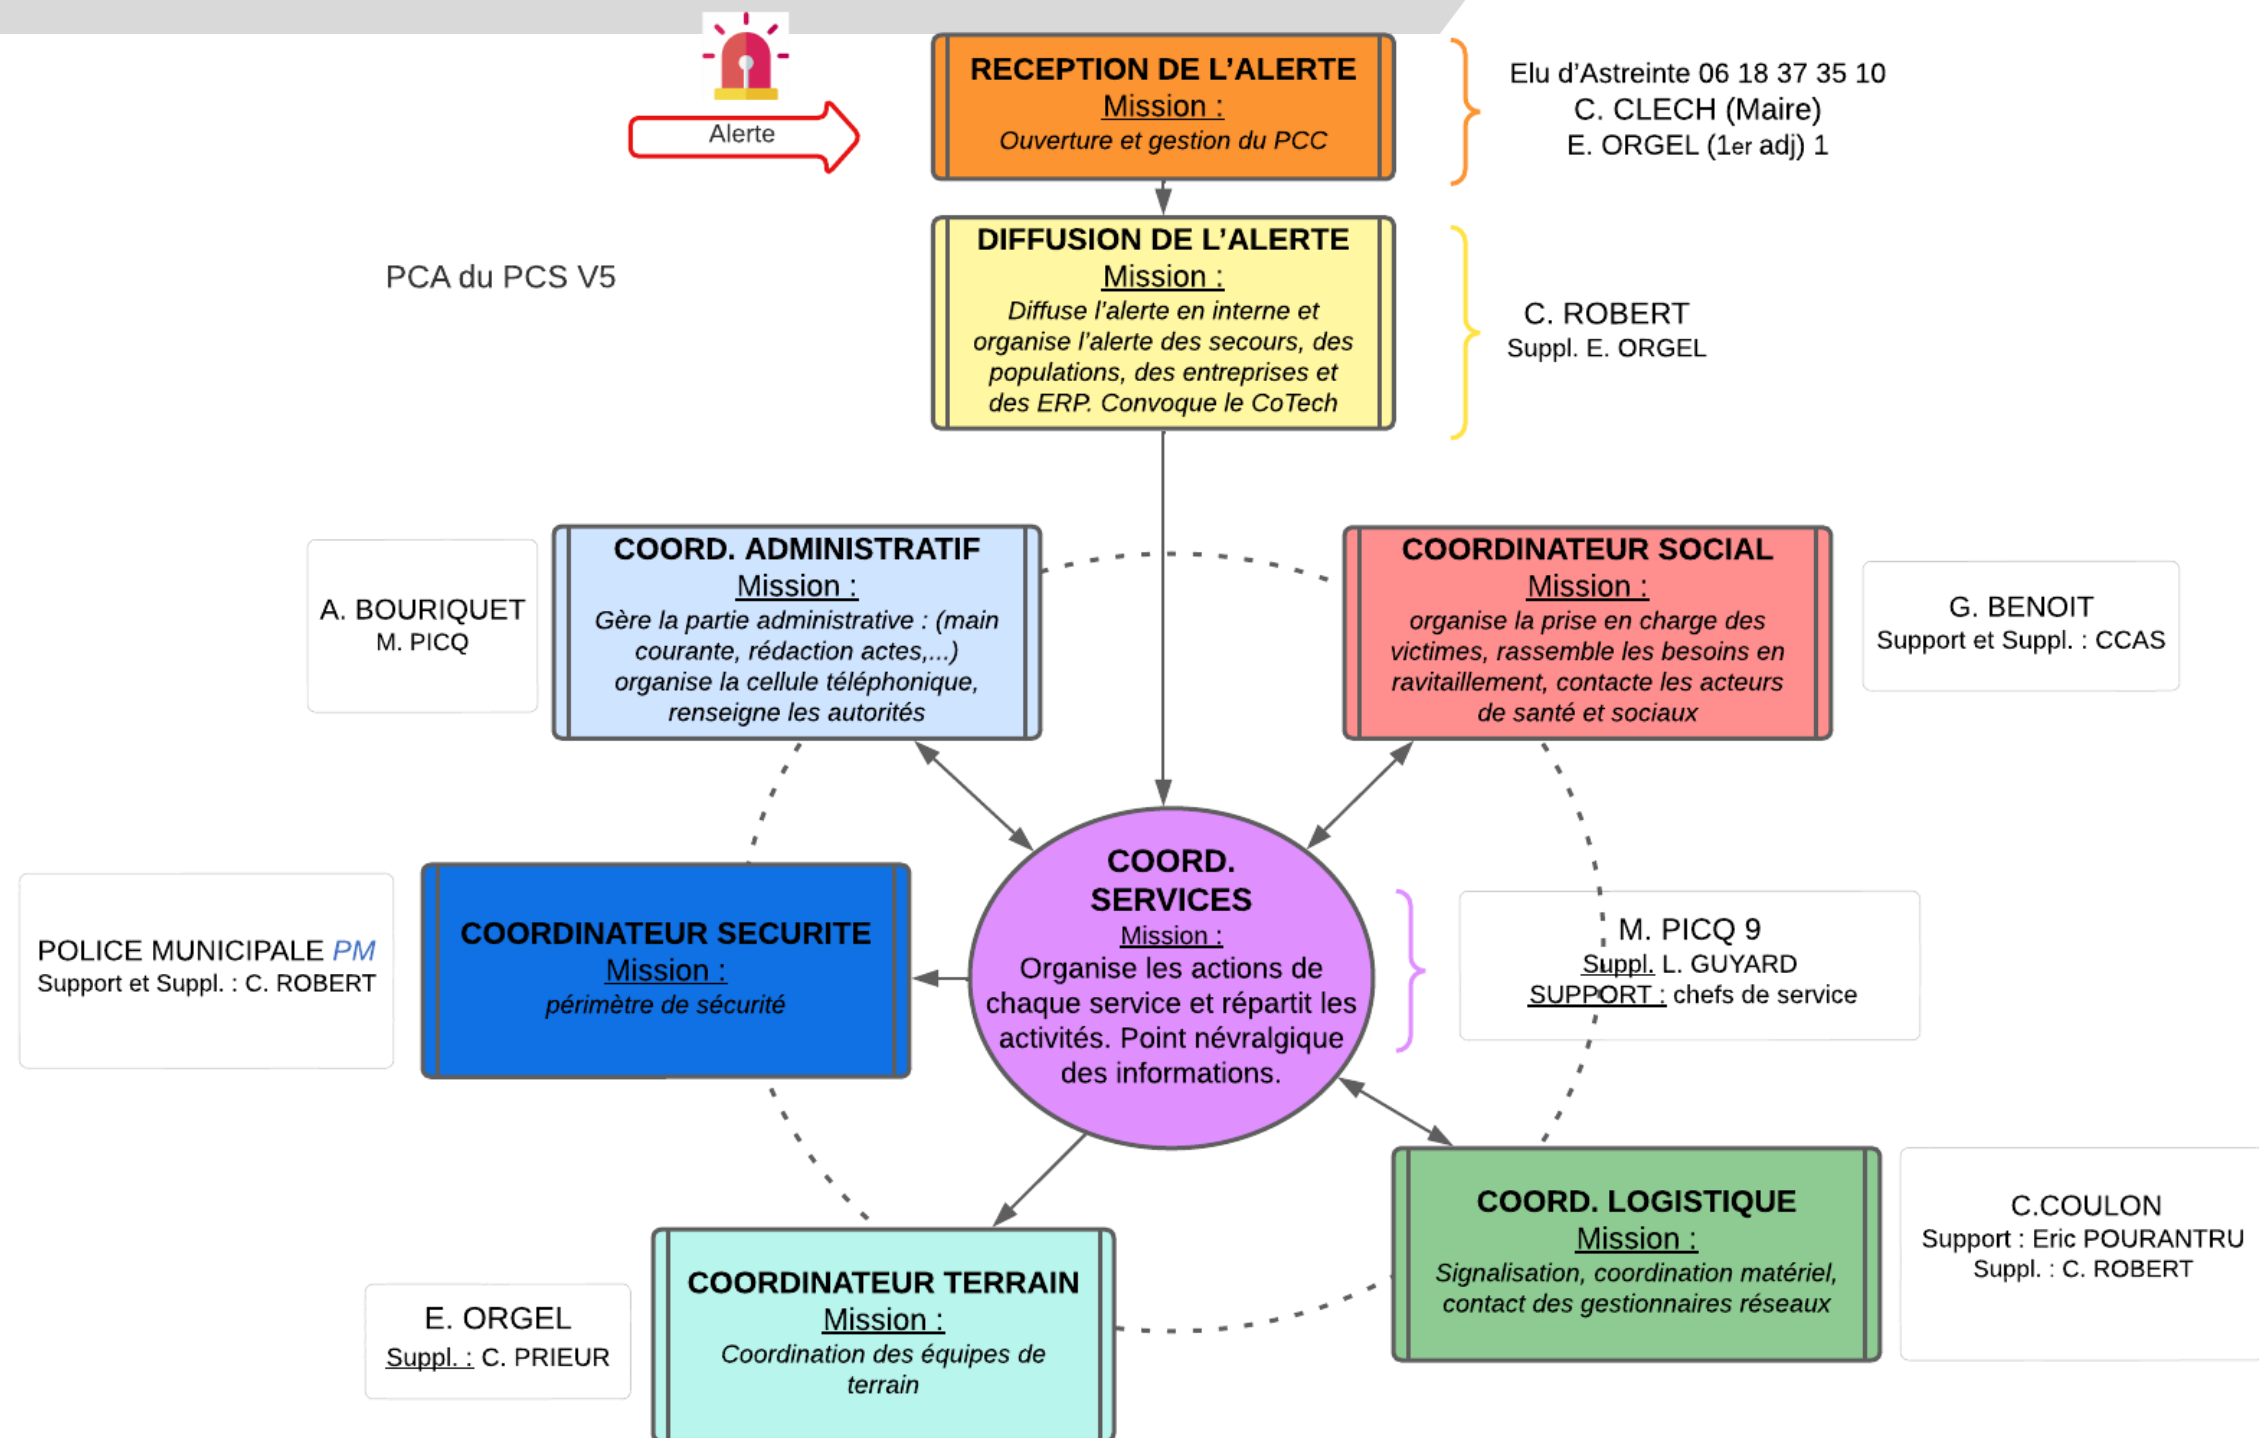 Alerte
RECEPTION DE L’ALERTE
Mission :
Ouverture et gestion du PCC
Elu d’Astreinte 06 18 37 35 10
C. CLECH (Maire)
E. ORGEL (1er adj) 1
PCA du PCS V5
DIFFUSION DE L’ALERTE
Mission :
Diffuse l’alerte en interne et
organise l’alerte des secours, des
populations, des entreprises et
des ERP. Convoque le CoTech
C. ROBERT
Suppl. E. ORGEL
A. BOURIQUET
M. PICQ
COORD. ADMINISTRATIF
Mission :
Gère la partie administrative : (main
courante, rédaction actes,...)
organise la cellule téléphonique,
renseigne les autorités
COORDINATEUR SOCIAL
Mission :
organise la prise en charge des
victimes, rassemble les besoins en
ravitaillement, contacte les acteurs
de santé et sociaux
G. BENOIT
Support et Suppl. : CCAS
POLICE MUNICIPALE PM
Support et Suppl. : C. ROBERT
COORDINATEUR SECURITE
Mission :
périmètre de sécurité
COORD.
SERVICES
Mission :
Organise les actions de
chaque service et répartit les
activités. Point névralgique
des informations.
M. PICQ 9
Suppl. L. GUYARD
SUPPORT : chefs de service
E. ORGEL
Suppl. : C. PRIEUR
COORDINATEUR TERRAIN
Mission :
Coordination des équipes de
terrain
COORD. LOGISTIQUE
Mission :
Signalisation, coordination matériel,
contact des gestionnaires réseaux
C.COULON
Support : Eric POURANTRU
Suppl. : C. ROBERT